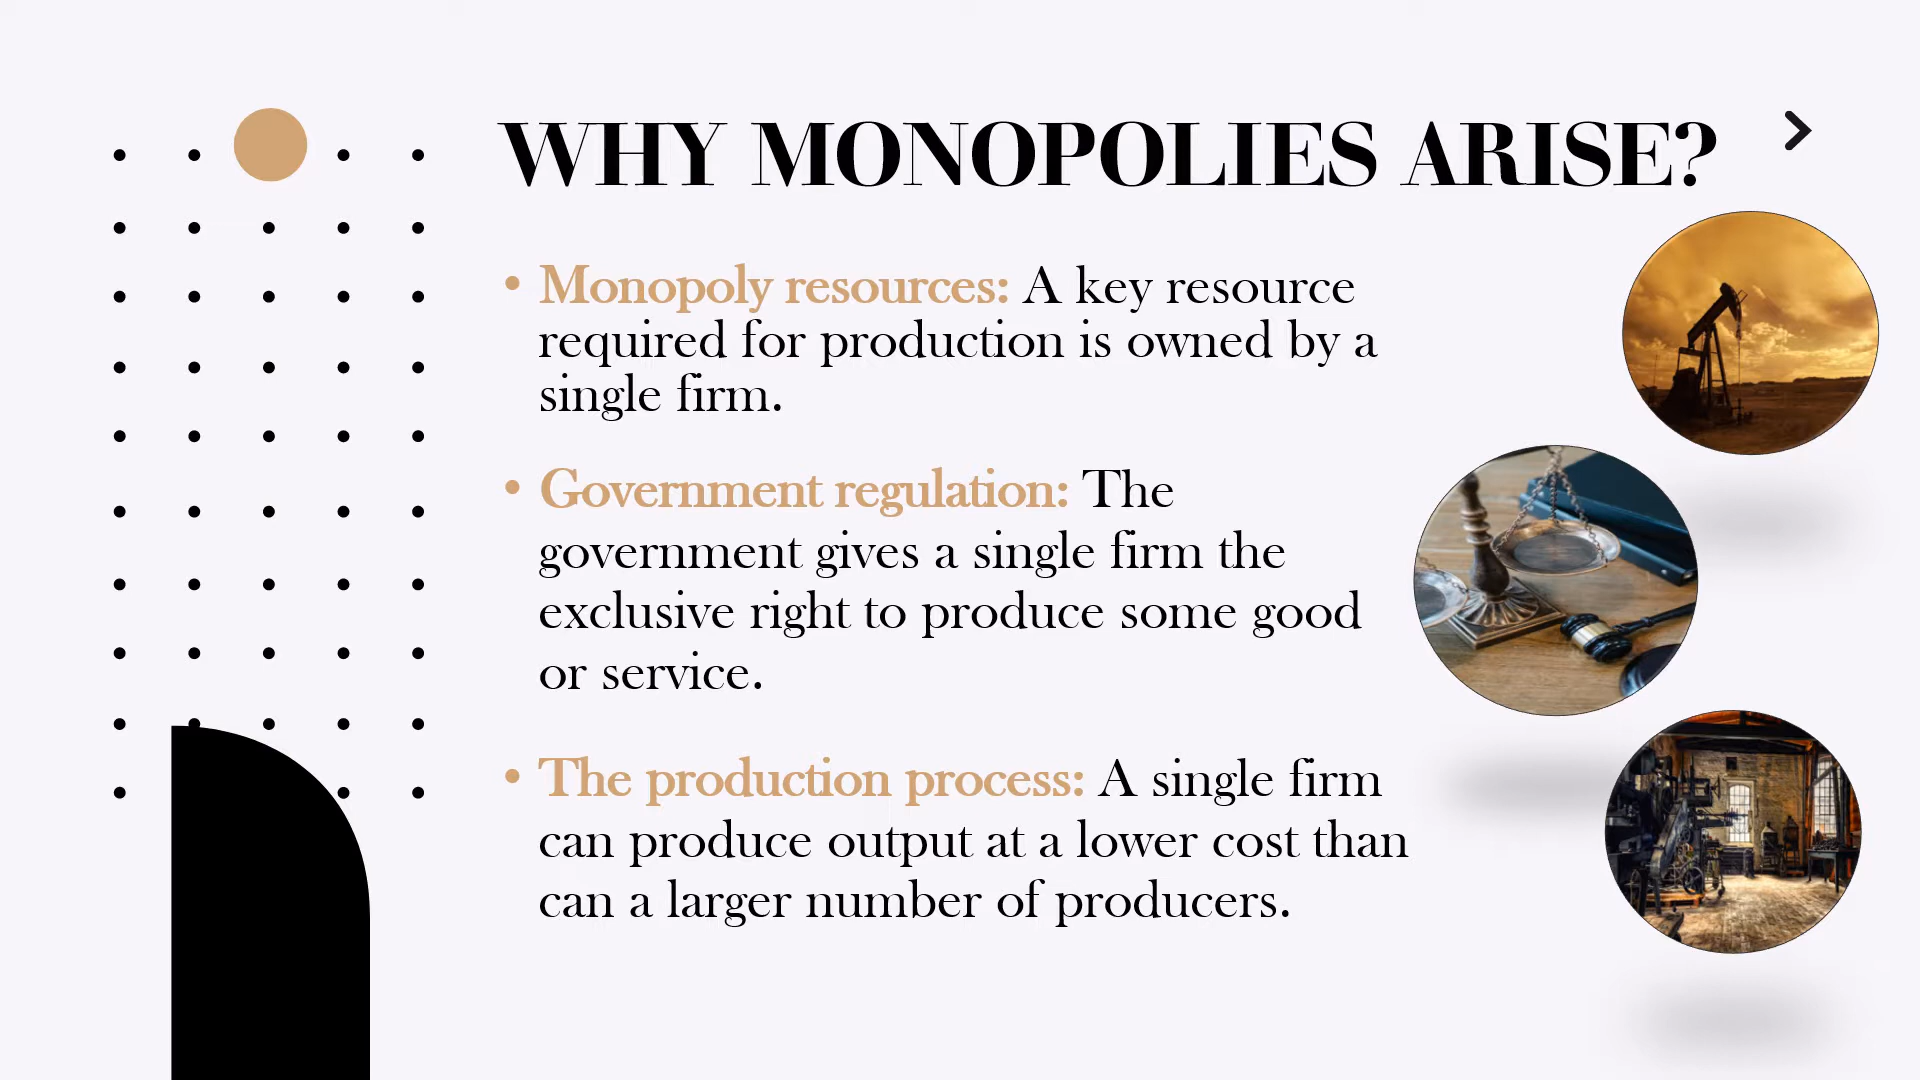 WHY MONOPOLIES ARISE?
• Monopoly resources: A key resource
required for production is owned by a
single firm.
• Government regulation: The
government gives a single firm the
exclusive right to produce some good
or service.
• The production process: A single firm
can produce output at a lower cost than
can a larger number of producers.